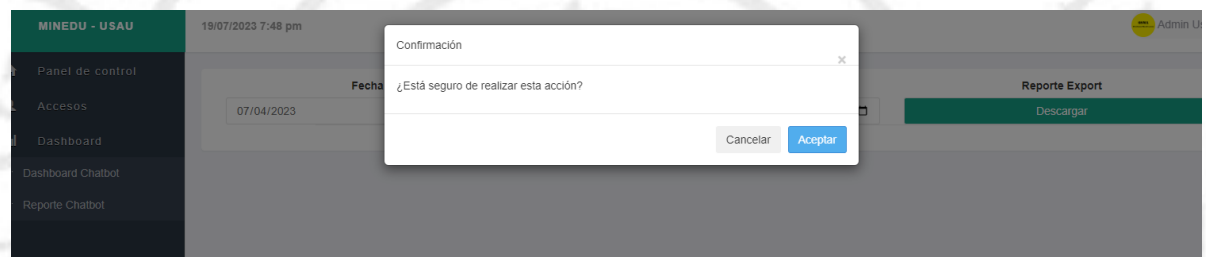 MINEDU - USAU
19/07/2023 7:48 pm
Admin
Confirmación
×
Panel de control
¿Está seguro de realizar esta acción?
Fecha
Reporte Export
Accesos
07/04/2023
Descargar
Cancelar
Aceptar
Dashboard
Dashboard Chatbot
Reporte Chatbot